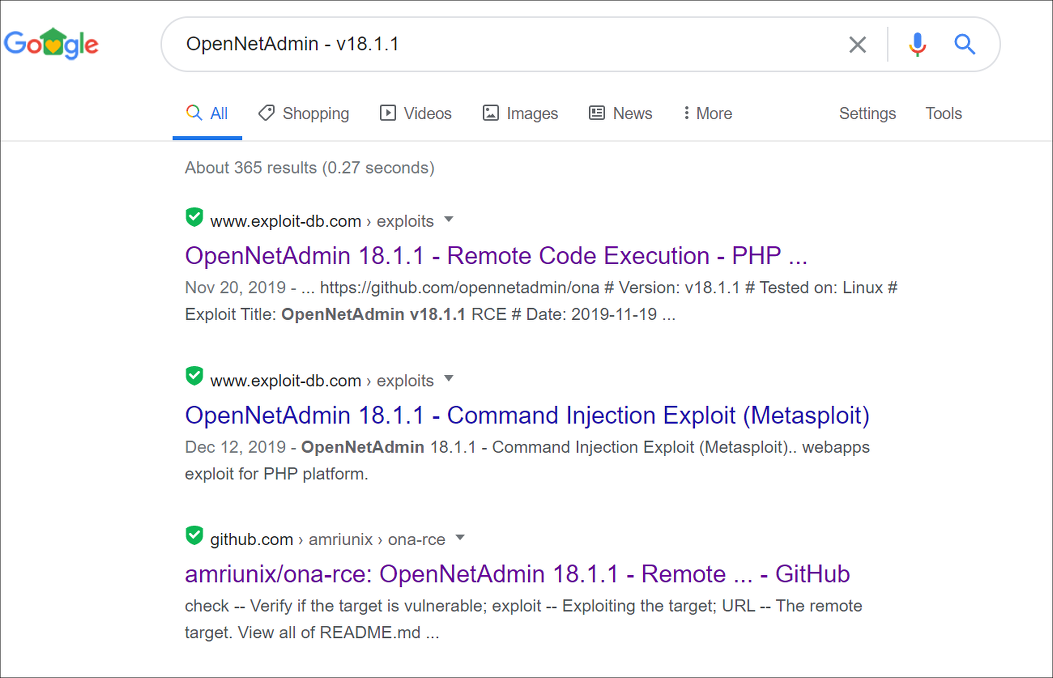 Google
OpenNetAdmin - v18.1.1
All Shopping Videos Images News More Settings Tools
About 365 results (0.27 seconds)
www.exploit-db.com › exploits
OpenNetAdmin 18.1.1 - Remote Code Execution - PHP ...
Nov 20, 2019 - ... https://github.com/opennetadmin/ona # Version: v18.1.1 # Tested on: Linux #
Exploit Title: OpenNetAdmin v18.1.1 RCE # Date: 2019-11-19 ...
www.exploit-db.com › exploits
OpenNetAdmin 18.1.1 - Command Injection Exploit (Metasploit)
Dec 12, 2019 - OpenNetAdmin 18.1.1 - Command Injection Exploit (Metasploit).. webapps
exploit for PHP platform.
github.com › amriunix › ona-rce
amriunix/ona-rce: OpenNetAdmin 18.1.1 - Remote ... - GitHub
check -- Verify if the target is vulnerable; exploit -- Exploiting the target; URL -- The remote
target. View all of README.md ...